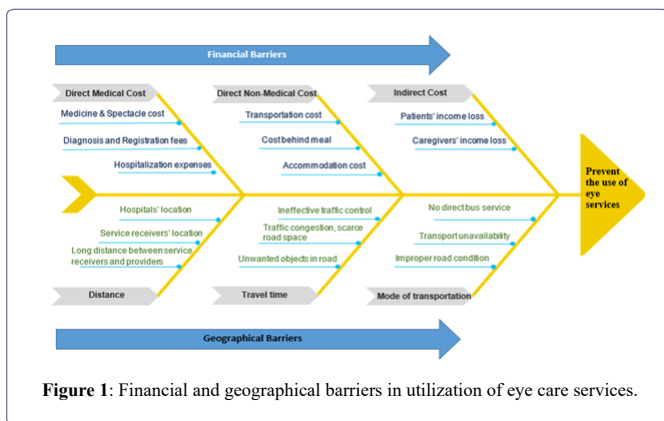 Financial Barriers
Direct Medical Cost
Direct Non-Medical Cost
Indirect Cost
Medicine & Spectacle cost
Diagnosis and Registration fees
Hospitalization expenses
Transportation cost
Cost behind meal
Accommodation cost
Patients' income loss
Caregivers' income loss
Prevent
the use of
eye
services
Hospitals' location
Service receivers' location
Long distance between service
receivers and providers
Ineffective traffic control
Traffic congestion, scarce
road space
Unwanted objects in road
No direct bus service
Transport unavailability
Improper road condition
Distance
Travel time
Mode of transportation
Geographical Barriers
Figure 1: Financial and geographical barriers in utilization of eye care services.